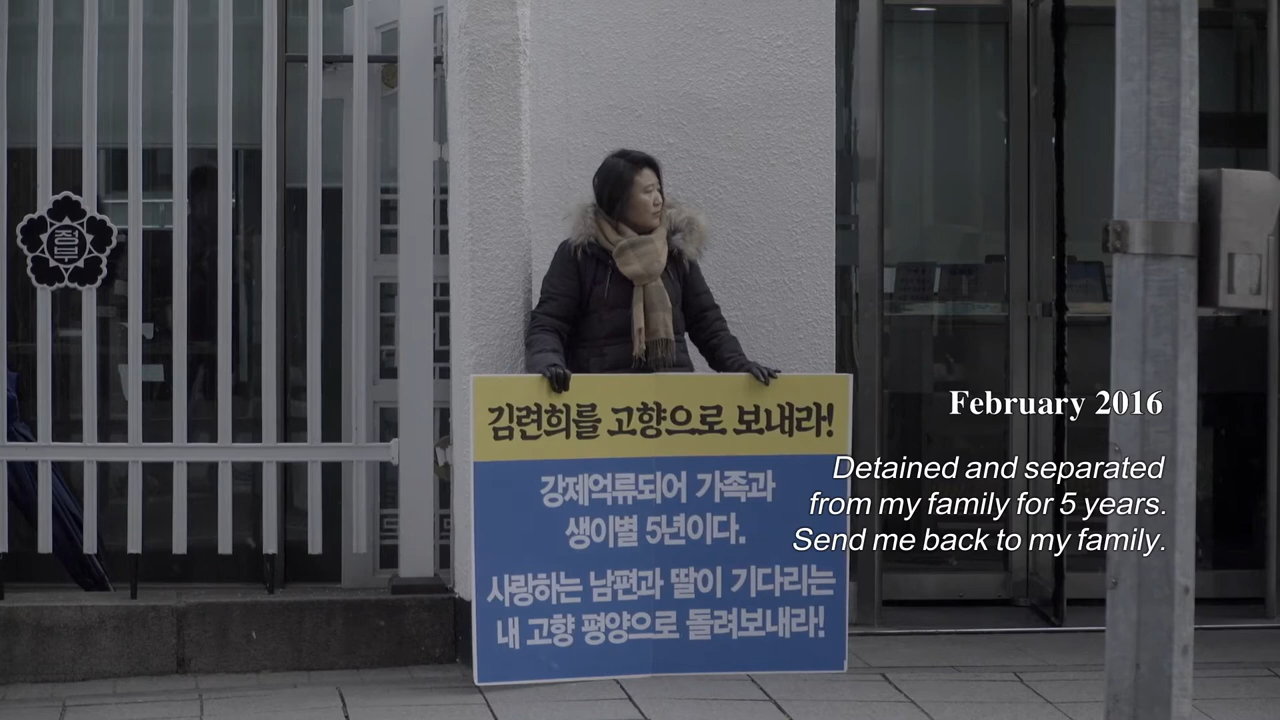 정부
김련희를 고향으로 보내라!
강제억류되어 가족과
생이별 5년이다.
사랑하는 남편과 딸이 기다리는
내 고향 평양으로 돌려보내라!
February 2016
Detained and separated
from my family for 5 years.
Send me back to my family.